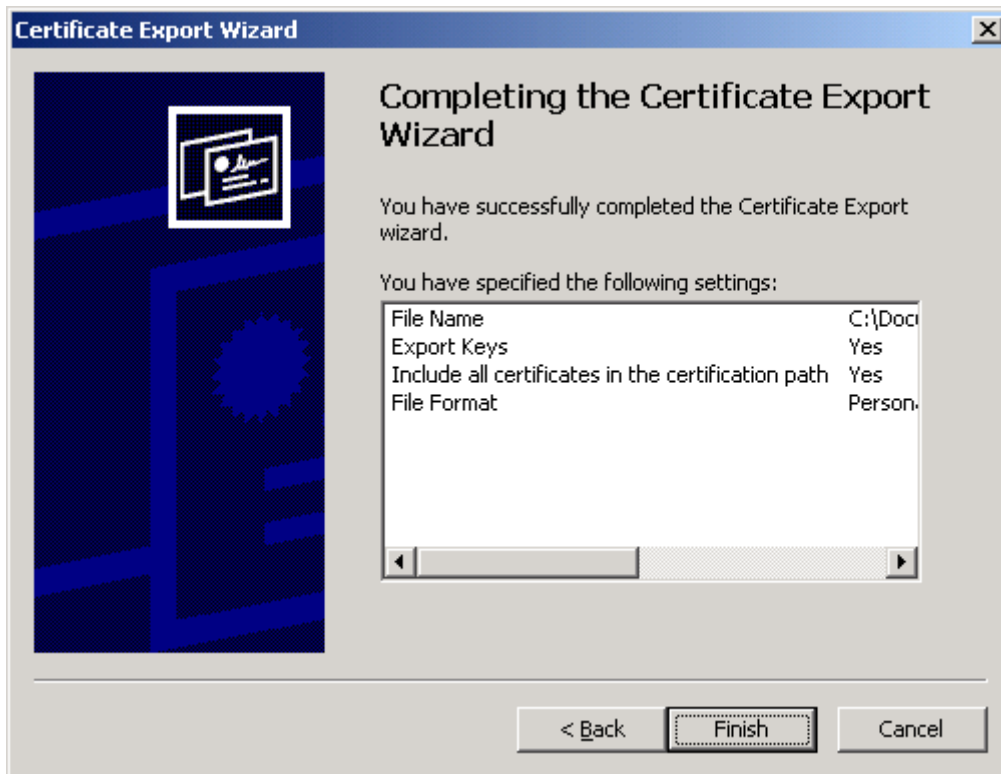 Certificate Export Wizard
Completing the Certificate Export
Wizard
You have successfully completed the Certificate Export
wizard.
You have specified the following settings:
File Name C:\Docu
Export Keys Yes
Include all certificates in the certification path Yes
File Format Person
< Back Finish Cancel